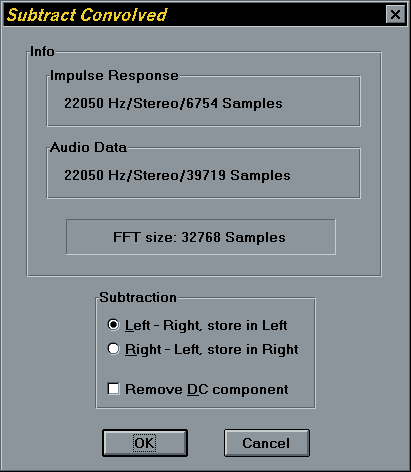 Subtract Convolved
Info
Impulse Response
22050 Hz/Stereo/6754 Samples
Audio Data
22050 Hz/Stereo/39719 Samples
FFT size: 32768 Samples
Subtraction
Left - Right, store in Left
Right - Left, store in Right
Remove DC component
OK
Cancel